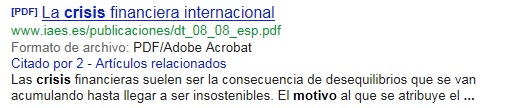 [PDF] La crisis financiera internacional
www.iaes.es/publicaciones/dt_08_08_esp.pdf
Formato de archivo: PDF/Adobe Acrobat
Citado por 2 - Artículos relacionados
Las crisis financieras suelen ser la consecuencia de desequilibrios que se van
acumulando hasta llegar a ser insostenibles. El motivo al que se atribuye el ...